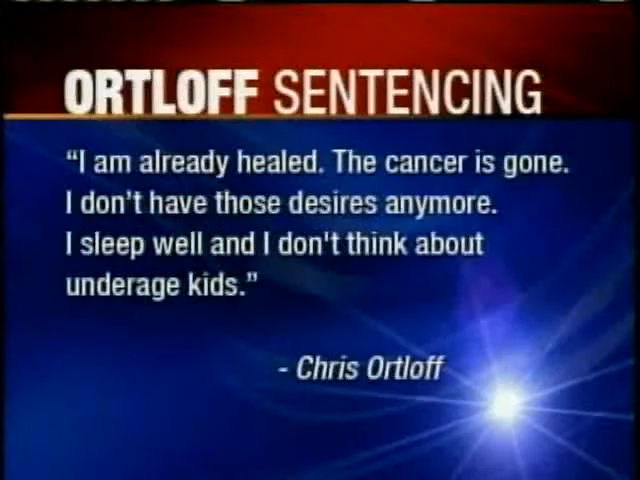 ORTLOFF SENTENCING
“I am already healed. The cancer is gone.
I don’t have those desires anymore.
I sleep well and I don't think about
underage kids.”
- Chris Ortloff